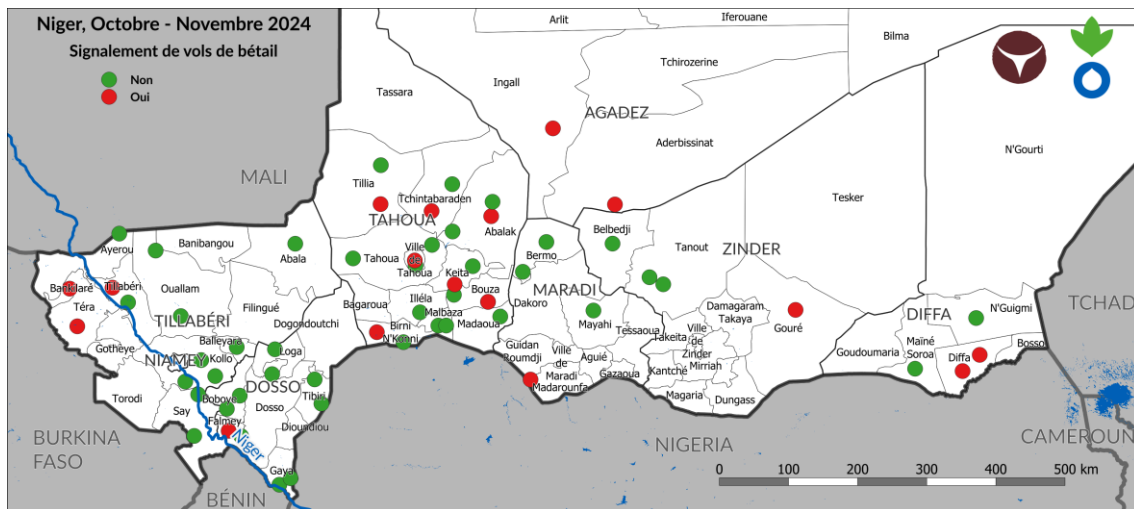 Niger, Octobre - Novembre 2024
Signalement de vols de bétail
Non
Oui
Arlit
Iferouane
Bilma
Tchirozerine
Ingall
Tassara
AGADEZ
Aderbissinat
N'Gourti
MALI
Tillia
Tchintabaraden
Tesker
TAHOUA
Abalak
Belbedji
Tanout
ZINDER
Ayerou
Banibangou
Abala
Tahoua
Ville
de
Tahoua
Keita
Bermo
Bankilaré
Tillabéri
Ouallam
Filingué
Bagaroua
Illéla
Bouza
Dakoro
MARADI
Téra
TILLABÉRI
Dogondoutchi
Malbaza
Birni
N'Konni
Madaoua
Mayahi
Tessaoua
Damagaram
Takaya
Gouré
DIFFA
N'Guigmi
TCHAD
Gotheye
Balleyara
NIAMEY
Kollo
Loga
Guidan
Roumdji
Ville
de
Maradi
Madarounfa
Aguié
Gazaoua
Takeita
Ville
de
Zinder
Mirriah
Kantché
Magaria
Dungass
Goudoumaria
Maïné
Soroa
Diffa
Bosso
Torodi
Say
DOSSO
Boboye
Dosso
Tibiri
Falmey
Dioundiou
Niger
Gaya
BURKINA
FASO
BÉNIN
NIGERIA
CAMEROUN
0 100 200 300 400 500 km